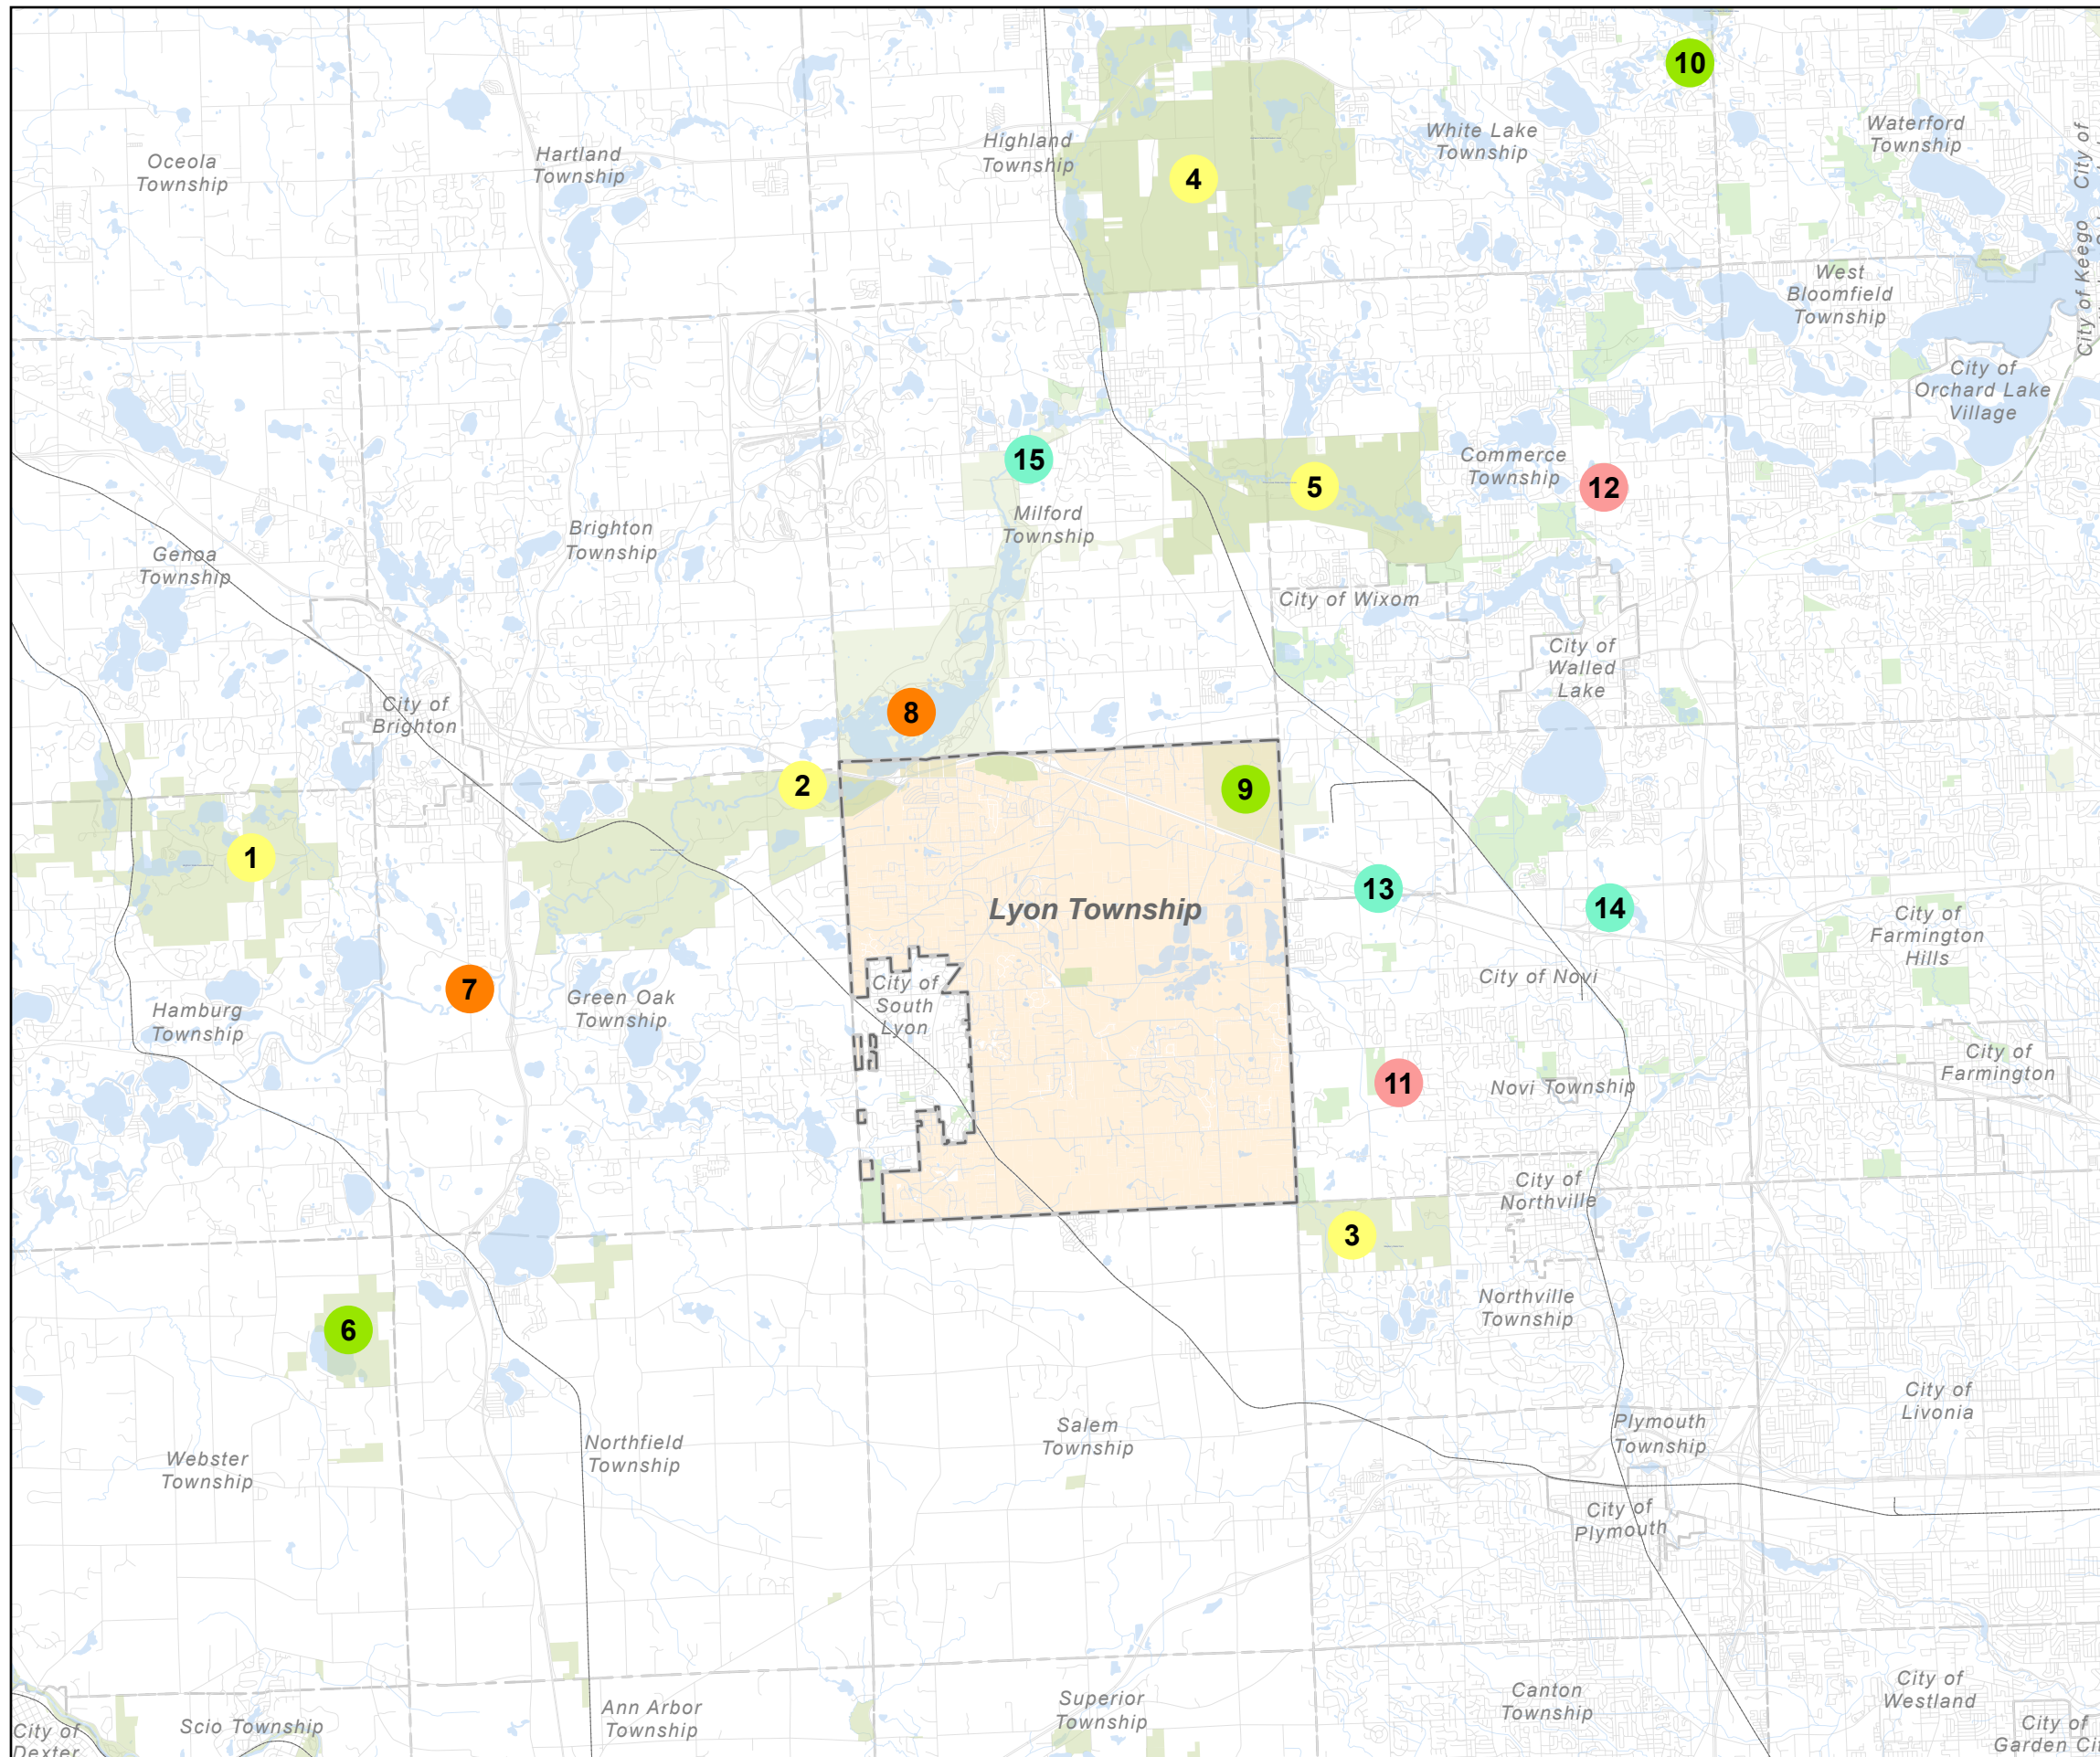 10
Oceola
Township
Hartland
Township
Highland
Township
4
White Lake
Township
Waterford
Township
City of
City of Keego
West
Bloomfield
Township
City of
Orchard Lake
Village
15
Milford
Township
5
Commerce
Township
12
Genoa
Township
Brighton
Township
City of Wixom
City of
Walled
Lake
City of
Brighton
8
2
9
1
Lyon Township
13
14
City of
Farmington
Hills
7
Hamburg
Township
Green Oak
Township
City of
South
Lyon
City of Novi
11
Novi Township
City of
Farmington
City of
Northville
3
Northville
Township
6
Webster
Township
Northfield
Township
Salem
Township
Plymouth
Township
City of
Livonia
City of
Plymouth
City of
Dexter
Scio Township
Ann Arbor
Township
Superior
Township
Canton
Township
City of
Westland
City of
Garden Ci